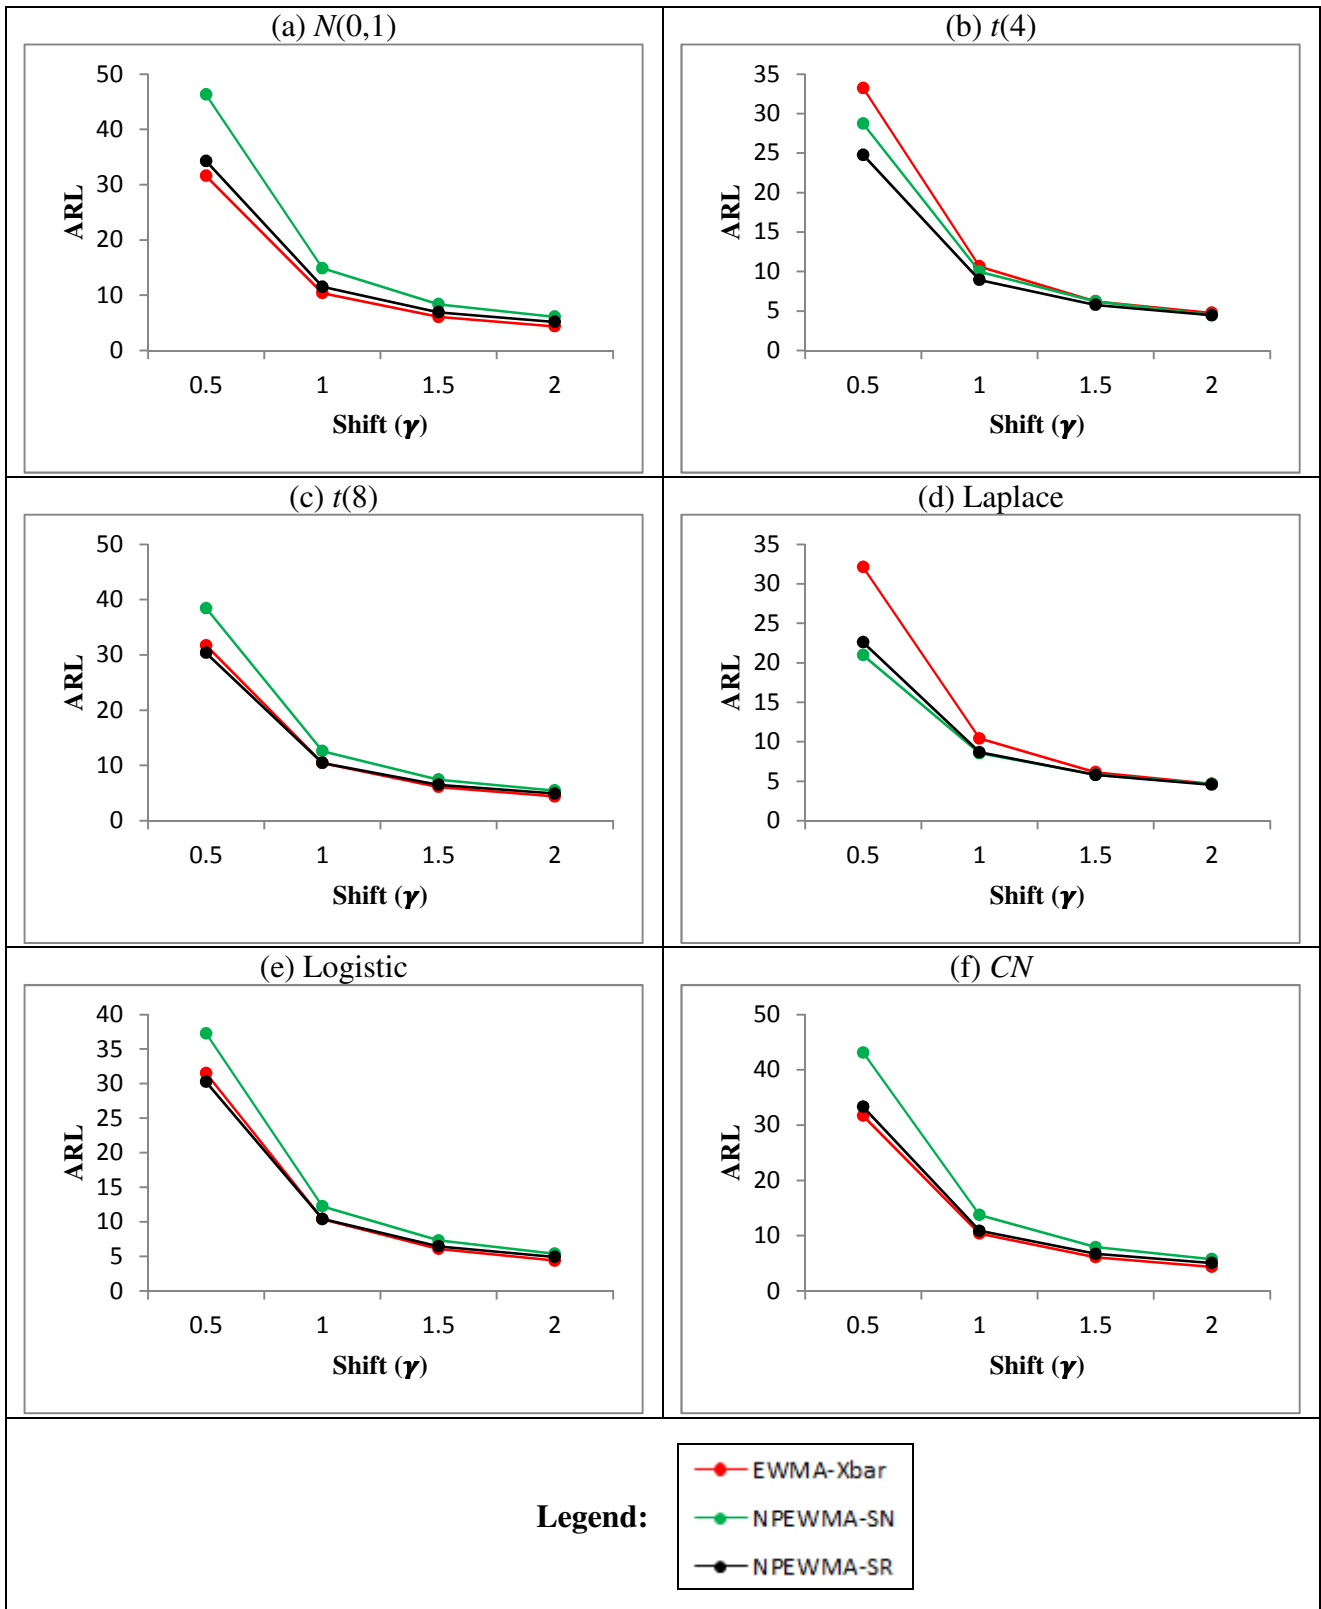 (a) N(0,1)
50
40
30
20
10
0
ARL
0.5 1 1.5 2
Shift (γ)
(b) t(4)
35
30
25
20
15
10
5
0
ARL
0.5 1 1.5 2
Shift (γ)
(c) t(8)
50
40
30
20
10
0
ARL
0.5 1 1.5 2
Shift (γ)
(d) Laplace
35
30
25
20
15
10
5
0
ARL
0.5 1 1.5 2
Shift (γ)
(e) Logistic
40
35
30
25
20
15
10
5
0
ARL
0.5 1 1.5 2
Shift (γ)
(f) CN
50
40
30
20
10
0
ARL
0.5 1 1.5 2
Shift (γ)
Legend:
EWMA-Xbar
NPEWMA-SN
NPEWMA-SR